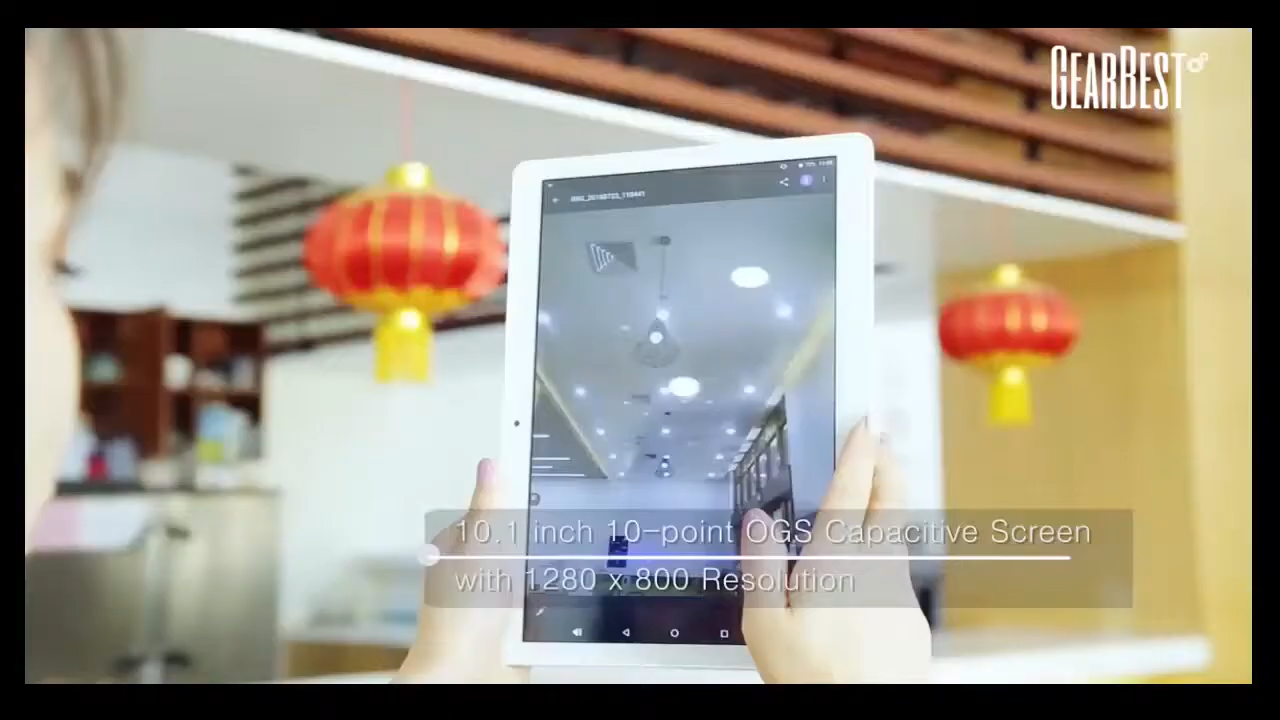 GEARBEST
10.1 inch 10-point OGS Capacitive Screen
with 1280 x 800 Resolution